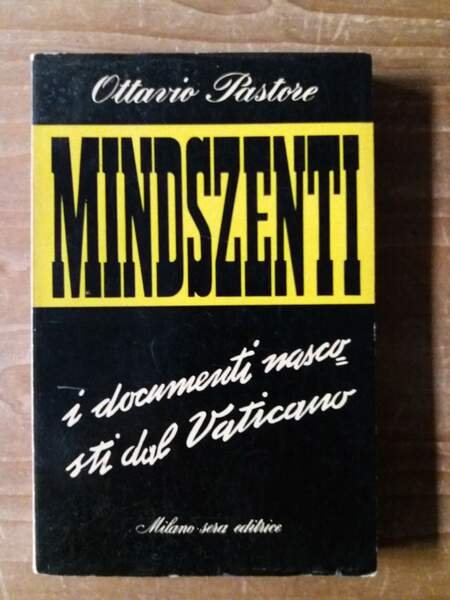 Ottavio Pastore
MINDSZENTI
i documenti nasco=
sti dal Vaticano
Milano-sera editrice